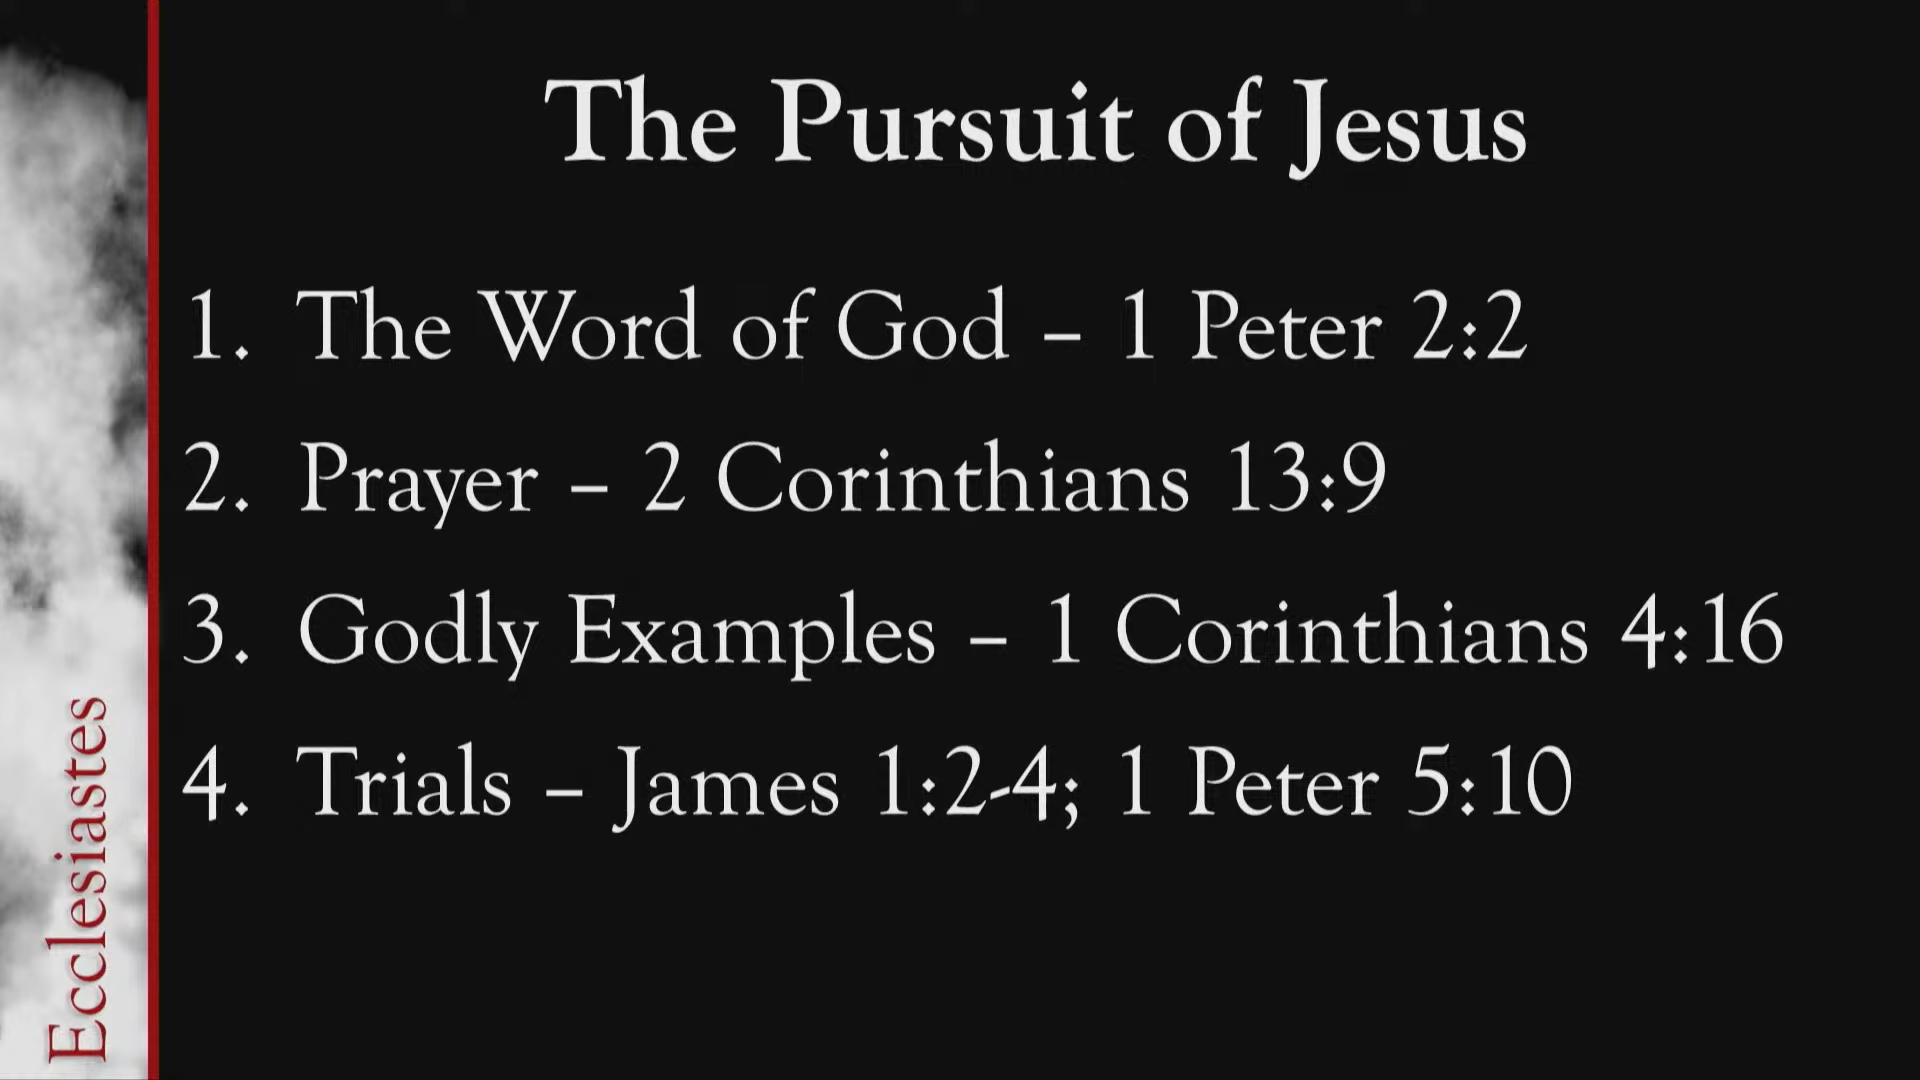 The Pursuit of Jesus
1. The Word of God – 1 Peter 2:2
2. Prayer – 2 Corinthians 13:9
3. Godly Examples – 1 Corinthians 4:16
4. Trials – James 1:2-4; 1 Peter 5:10
Ecclesiastes